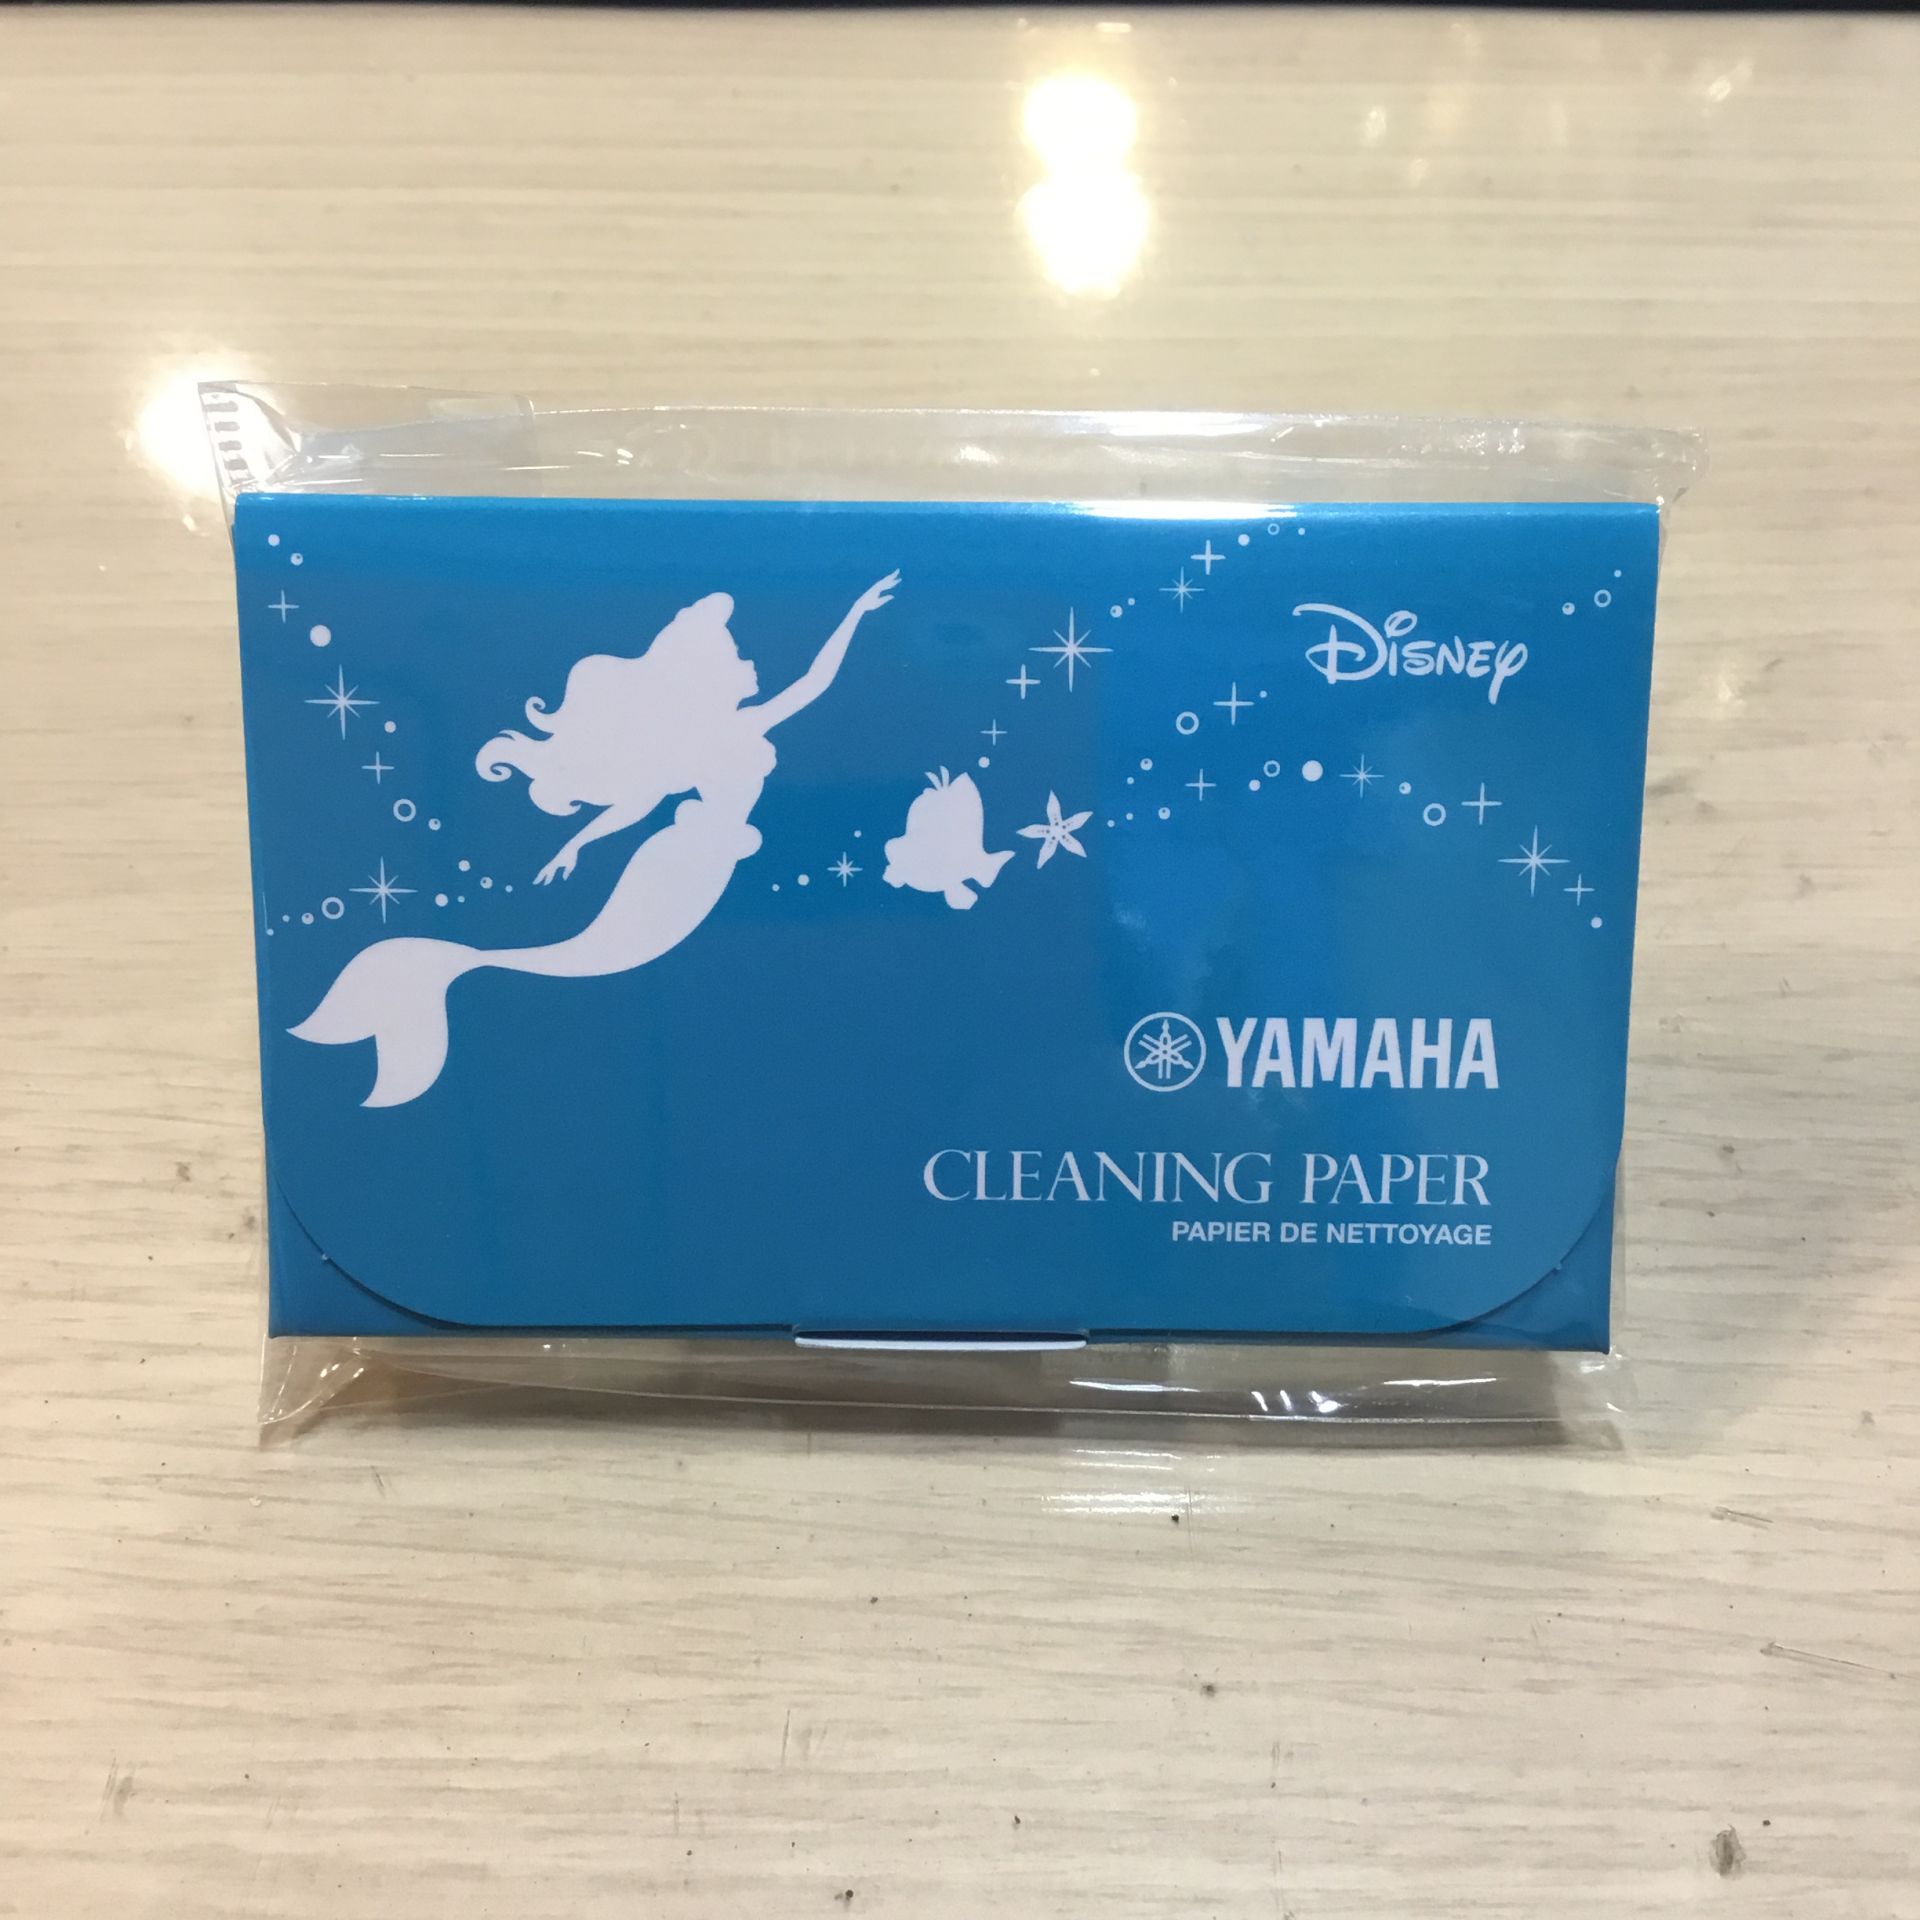 Disney
YAMAHA
CLEANING PAPER
PAPIER DE NETTOYAGE